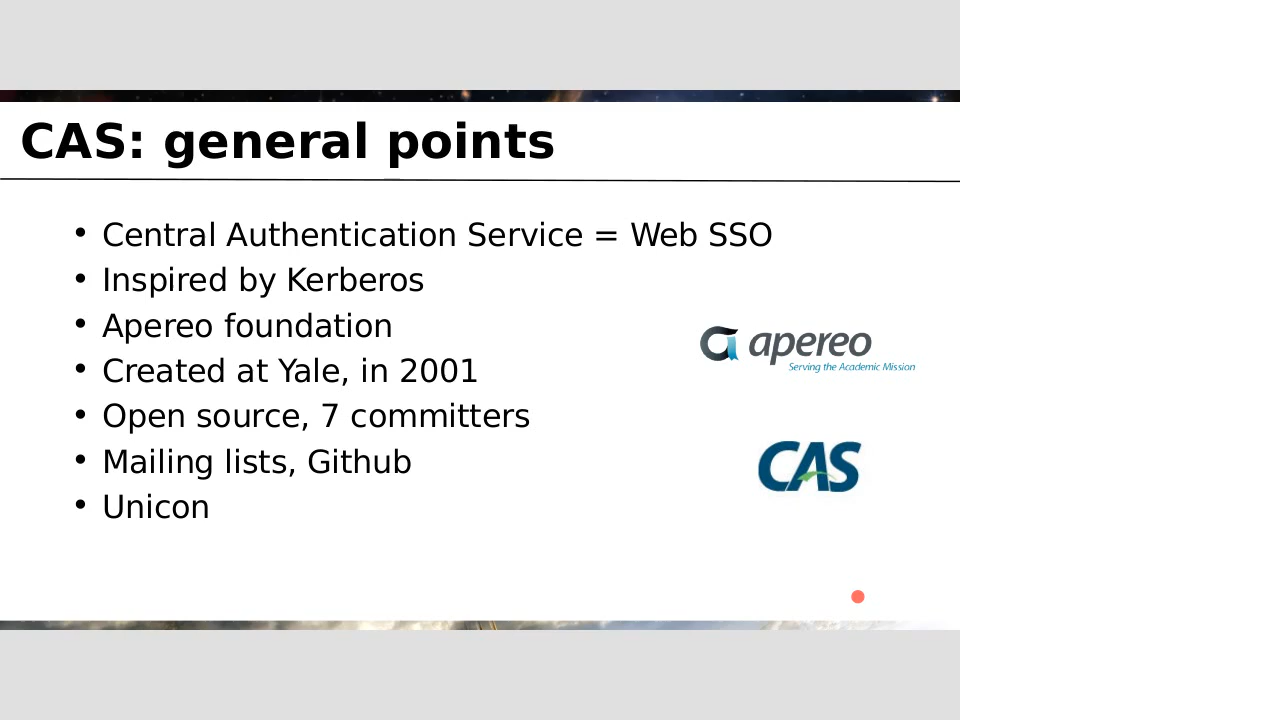 CAS: general points
• Central Authentication Service = Web SSO
• Inspired by Kerberos
• Apereo foundation
• Created at Yale, in 2001
• Open source, 7 committers
• Mailing lists, Github
• Unicon
apereo
Serving the Academic Mission
CAS